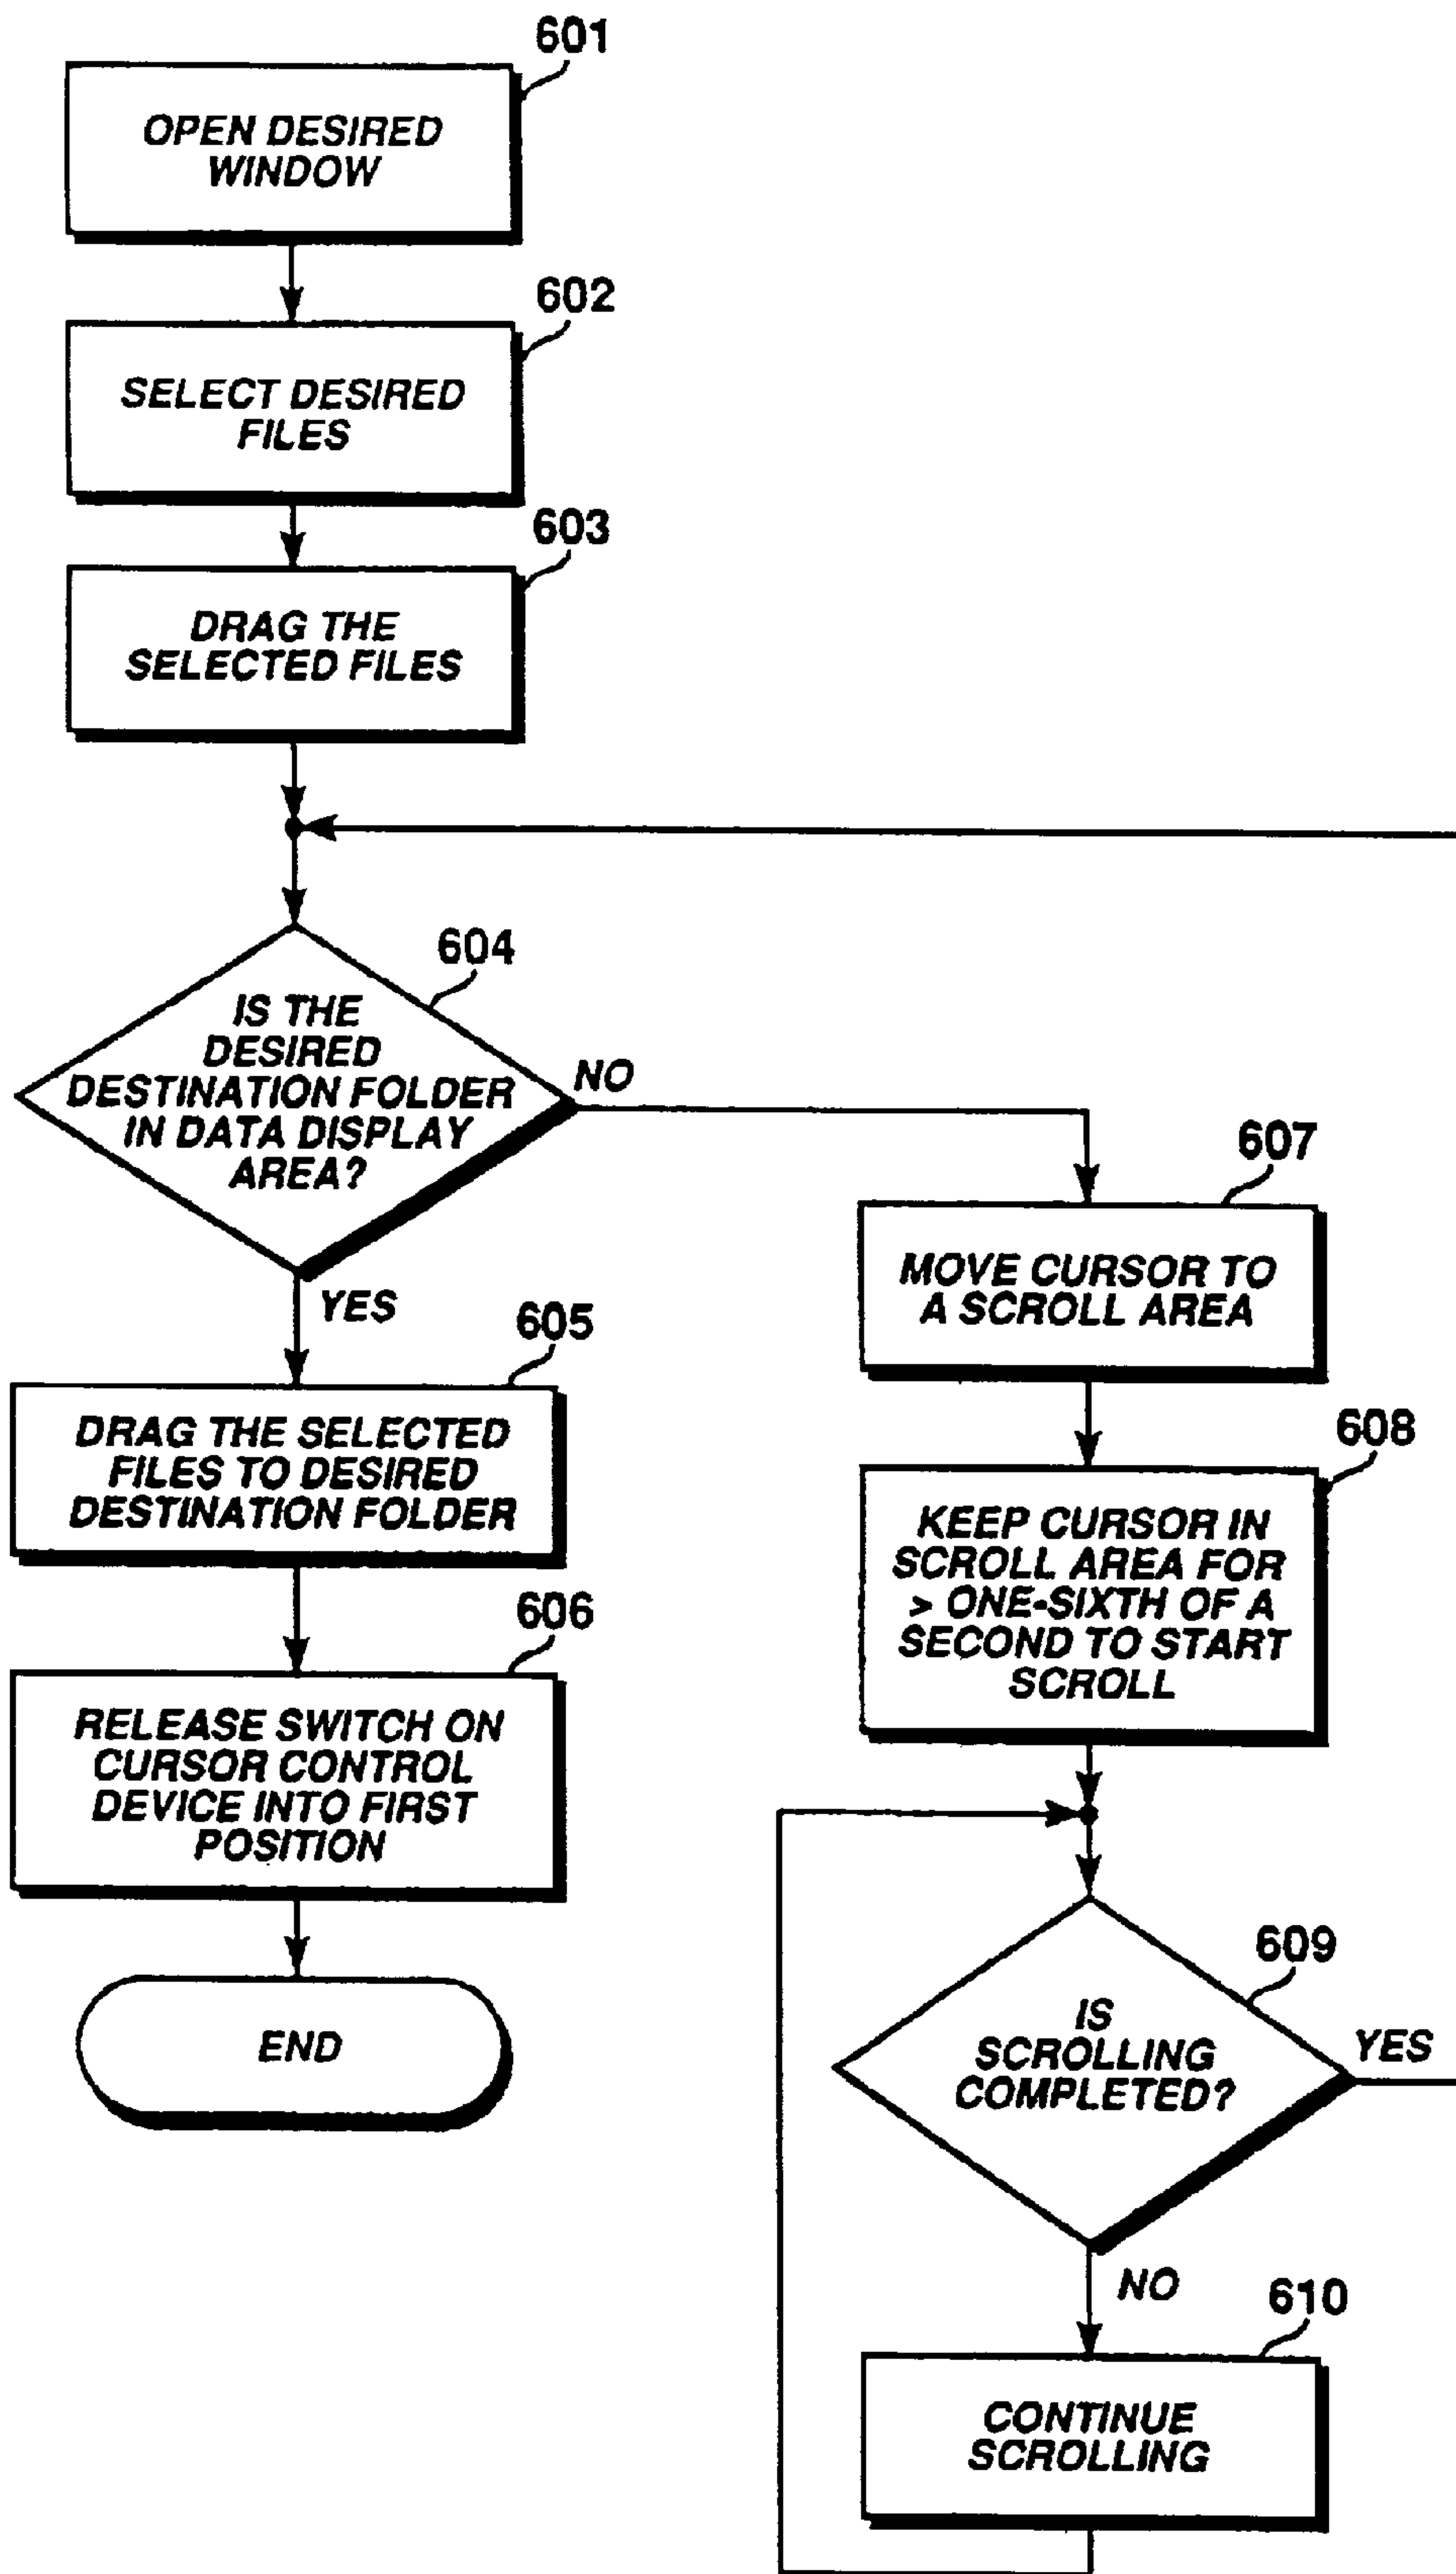 601
OPEN DESIRED
WINDOW
602
SELECT DESIRED
FILES
603
DRAG THE
SELECTED FILES
604
IS THE
DESIRED
DESTINATION FOLDER
IN DATA DISPLAY
AREA?
NO
YES
605
DRAG THE SELECTED
FILES TO DESIRED
DESTINATION FOLDER
606
RELEASE SWITCH ON
CURSOR CONTROL
DEVICE INTO FIRST
POSITION
END
607
MOVE CURSOR TO
A SCROLL AREA
608
KEEP CURSOR IN
SCROLL AREA FOR
> ONE-SIXTH OF A
SECOND TO START
SCROLL
609
IS
SCROLLING
COMPLETED?
YES
NO
610
CONTINUE
SCROLLING